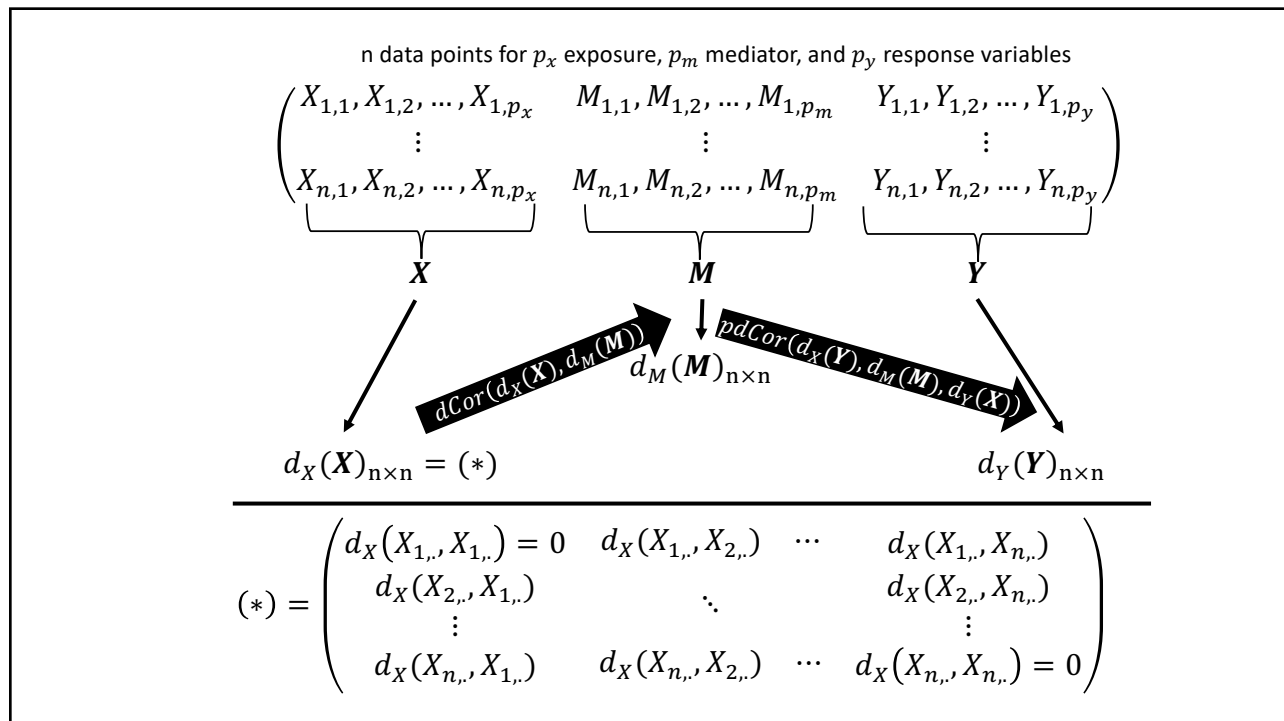 n data points for p_x exposure, p_m mediator, and p_y response variables
X_{1,1}, X_{1,2}, … , X_{1,p_x} M_{1,1}, M_{1,2}, … , M_{1,p_m} Y_{1,1}, Y_{1,2}, … , Y_{1,p_y}
⋮ ⋮ ⋮
X_{n,1}, X_{n,2}, … , X_{n,p_x} M_{n,1}, M_{n,2}, … , M_{n,p_m} Y_{n,1}, Y_{n,2}, … , Y_{n,p_y}
X M Y
dCor(d_X(X), d_M(M))
pdCor(d_X(Y), d_M(M), d_Y(X))
d_M(M)_{n×n}
d_X(X)_{n×n} = (∗)
d_Y(Y)_{n×n}
d_X(X_{1,.}, X_{1,.}) = 0 d_X(X_{1,.}, X_{2,.}) ⋯ d_X(X_{1,.}, X_{n,.})
(∗) = d_X(X_{2,.}, X_{1,.}) ⋱ d_X(X_{2,.}, X_{n,.})
⋮ ⋮
d_X(X_{n,.}, X_{1,.}) d_X(X_{n,.}, X_{2,.}) ⋯ d_X(X_{n,.}, X_{n,.}) = 0